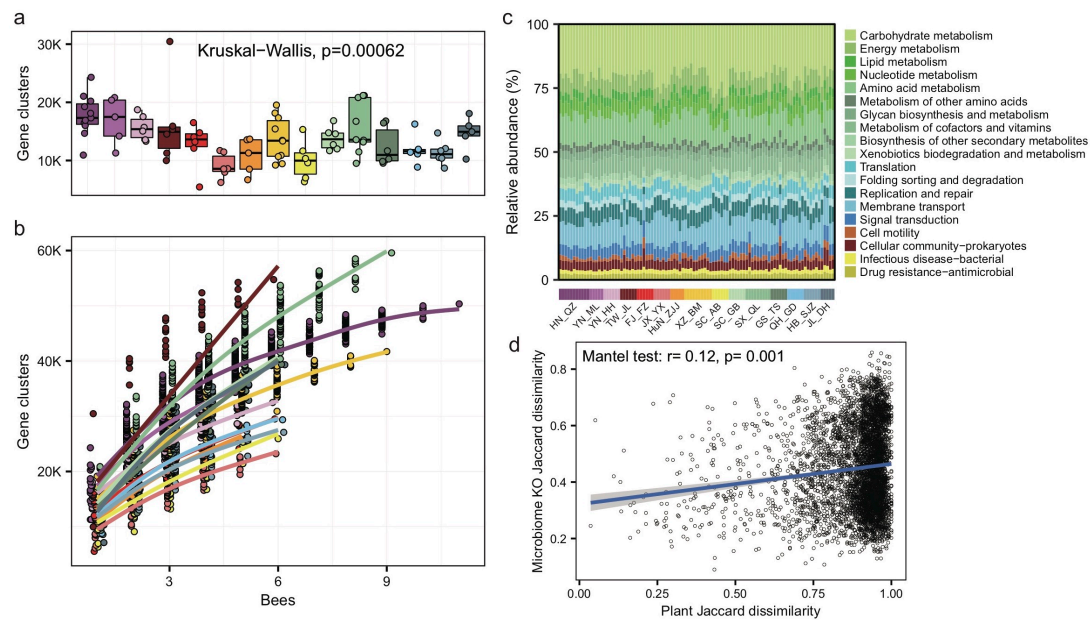 a
30K
20K
10K
Gene clusters
Kruskal−Wallis, p=0.00062
b
60K
40K
20K
Gene clusters
3
6
9
Bees
c
100
75
50
25
0
Relative abundance (%)
HN_QZ
YN_ML
YN_HH
TW_JL
FJ_FZ
JX_YX
HuN_ZJJ
XZ_BM
SC_AB
SC_GB
SX_QL
GS_TS
QH_GD
HB_SJZ
JL_DH
Carbohydrate metabolism
Energy metabolism
Lipid metabolism
Nucleotide metabolism
Amino acid metabolism
Metabolism of other amino acids
Glycan biosynthesis and metabolism
Metabolism of cofactors and vitamins
Biosynthesis of other secondary metabolites
Xenobiotics biodegradation and metabolism
Translation
Folding sorting and degradation
Replication and repair
Membrane transport
Signal transduction
Cell motility
Cellular community−prokaryotes
Infectious disease−bacterial
Drug resistance−antimicrobial
d
Mantel test: r= 0.12, p= 0.001
0.8
0.6
0.4
0.2
Microbiome KO Jaccard dissimilarity
0.00
0.25
0.50
0.75
1.00
Plant Jaccard dissimilarity